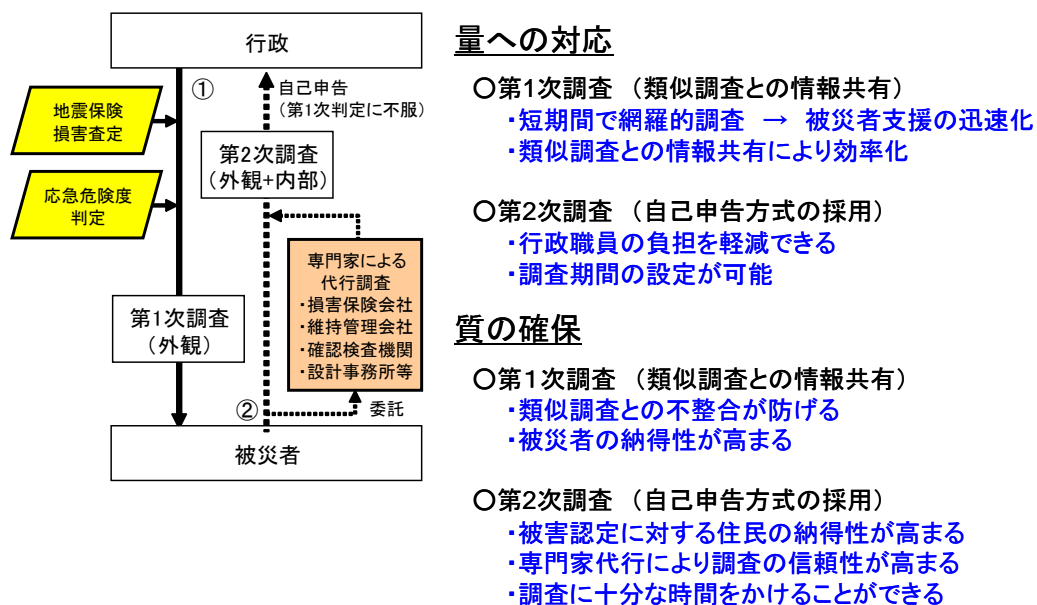 行政
①
自己申告
(第1次判定に不服)
地震保険
損害査定
第2次調査
(外観+内部)
応急危険度
判定
専門家による
代行調査
・損害保険会社
・維持管理会社
・確認検査機関
・設計事務所等
第1次調査
(外観)
②
委託
被災者
量への対応
○第1次調査 (類似調査との情報共有)
・短期間で網羅的調査 → 被災者支援の迅速化
・類似調査との情報共有により効率化
○第2次調査 (自己申告方式の採用)
・行政職員の負担を軽減できる
・調査期間の設定が可能
質の確保
○第1次調査 (類似調査との情報共有)
・類似調査との不整合が防げる
・被災者の納得性が高まる
○第2次調査 (自己申告方式の採用)
・被害認定に対する住民の納得性が高まる
・専門家代行により調査の信頼性が高まる
・調査に十分な時間をかけることができる